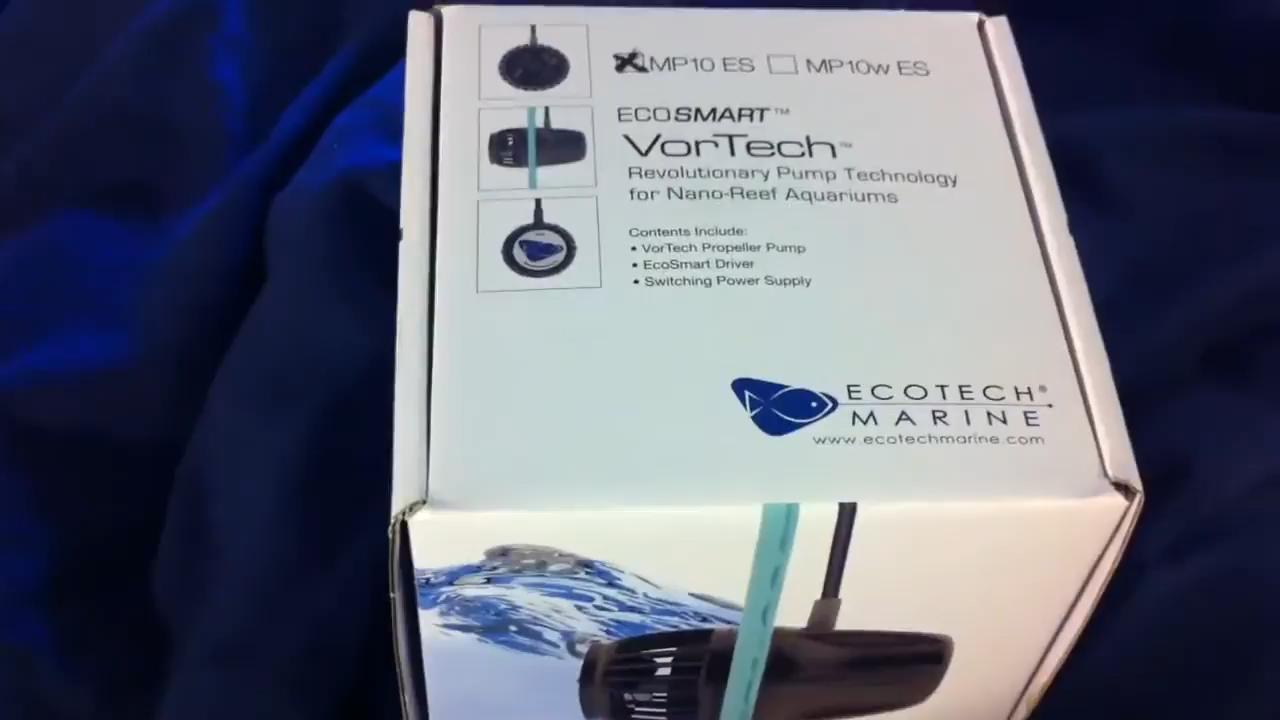 MP10 ES MP10w ES
ECOSMART™
VorTech™
Revolutionary Pump Technology
for Nano-Reef Aquariums
Contents Include:
• VorTech Propeller Pump
• EcoSmart Driver
• Switching Power Supply
ECOTECH®
MARINE
www.ecotechmarine.com